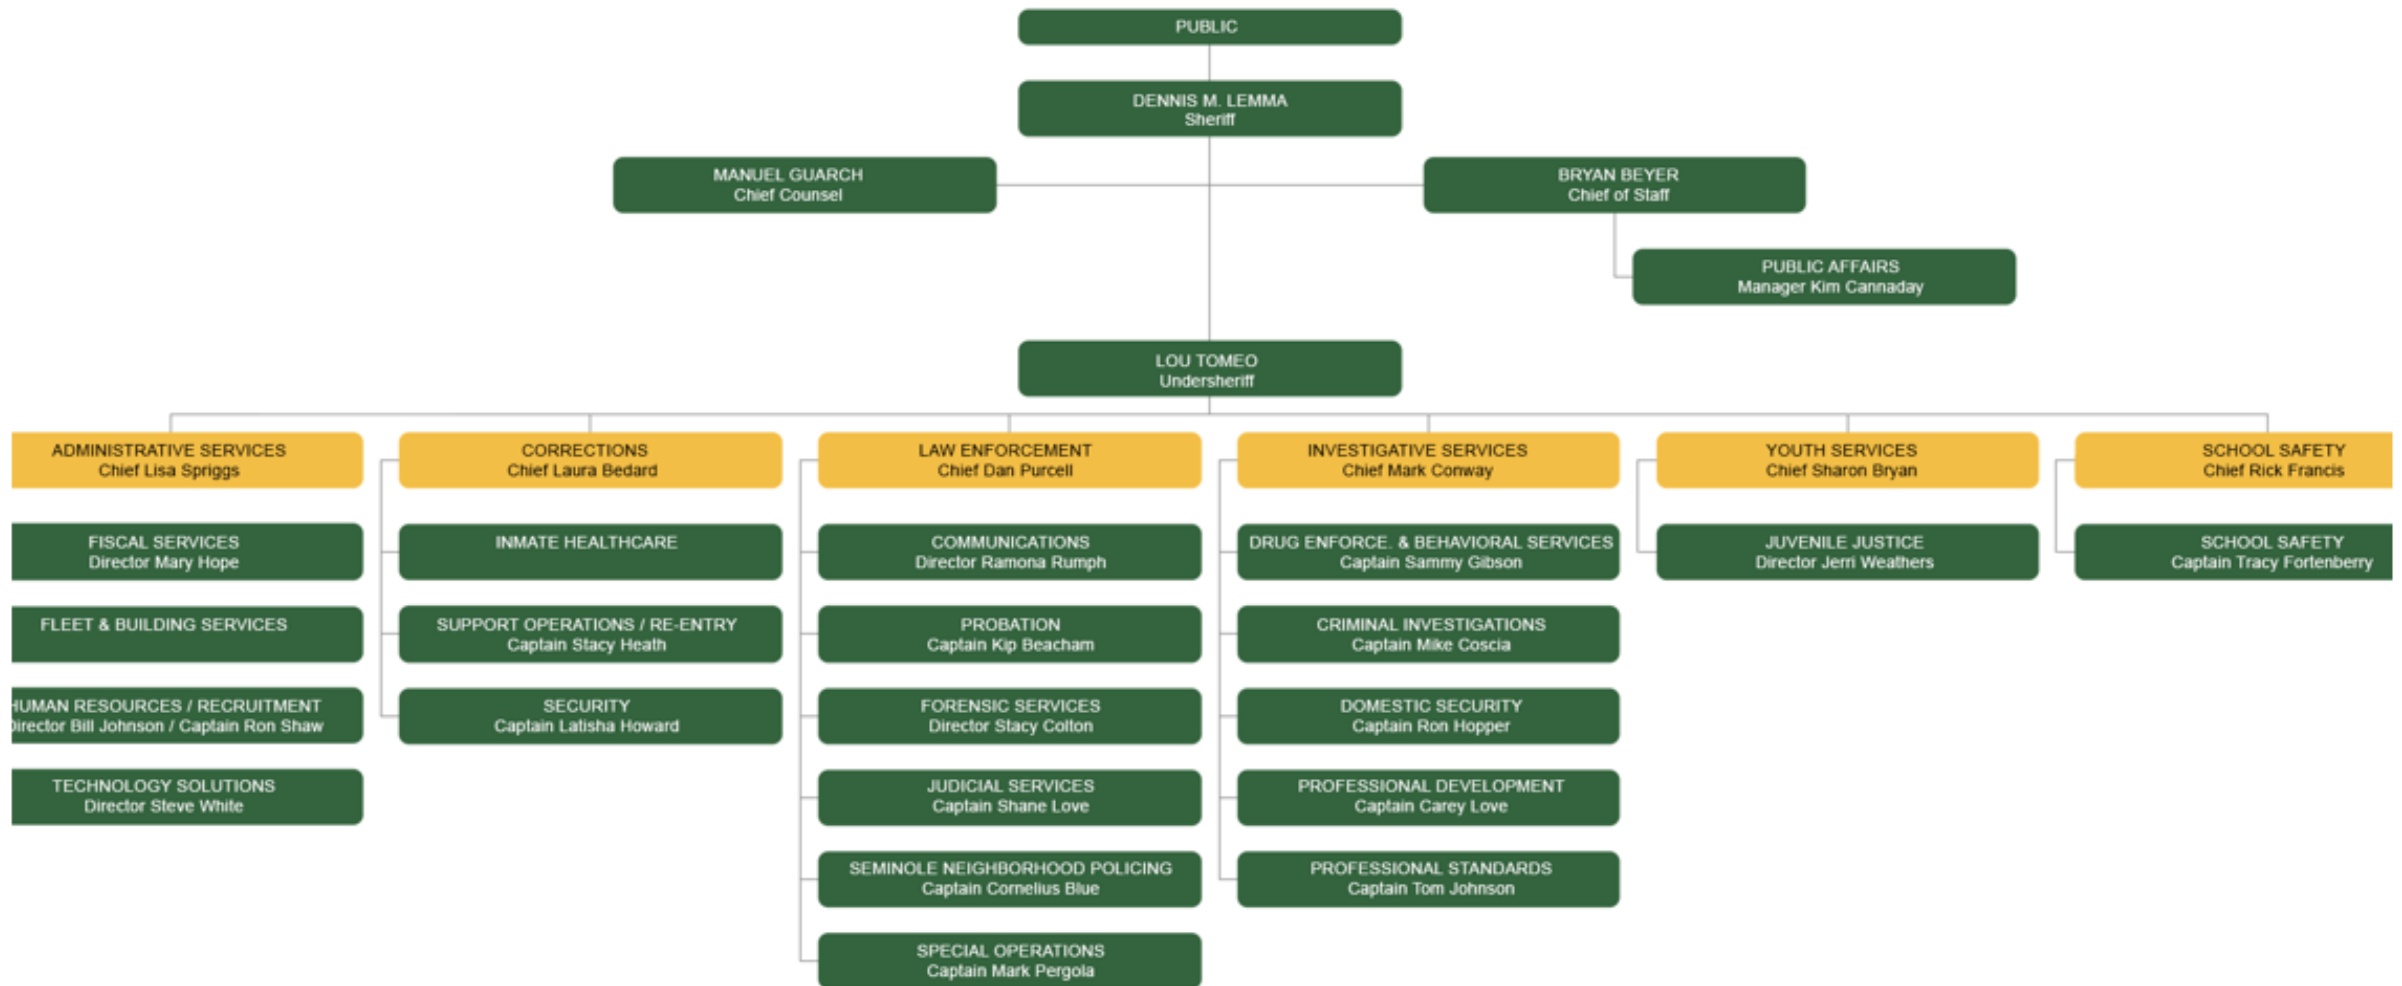 PUBLIC
DENNIS M. LEMMA
Sheriff
MANUEL GUARCH
Chief Counsel
BRYAN BEYER
Chief of Staff
PUBLIC AFFAIRS
Manager Kim Cannaday
LOU TOMEO
Undersheriff
ADMINISTRATIVE SERVICES
Chief Lisa Spriggs
FISCAL SERVICES
Director Mary Hope
FLEET & BUILDING SERVICES
HUMAN RESOURCES / RECRUITMENT
Director Bill Johnson / Captain Ron Shaw
TECHNOLOGY SOLUTIONS
Director Steve White
CORRECTIONS
Chief Laura Bedard
INMATE HEALTHCARE
SUPPORT OPERATIONS / RE-ENTRY
Captain Stacy Heath
SECURITY
Captain Latisha Howard
LAW ENFORCEMENT
Chief Dan Purcell
COMMUNICATIONS
Director Ramona Rumph
PROBATION
Captain Kip Beacham
FORENSIC SERVICES
Director Stacy Colton
JUDICIAL SERVICES
Captain Shane Love
SEMINOLE NEIGHBORHOOD POLICING
Captain Cornelius Blue
SPECIAL OPERATIONS
Captain Mark Pergola
INVESTIGATIVE SERVICES
Chief Mark Conway
DRUG ENFORCE. & BEHAVIORAL SERVICES
Captain Sammy Gibson
CRIMINAL INVESTIGATIONS
Captain Mike Coscia
DOMESTIC SECURITY
Captain Ron Hopper
PROFESSIONAL DEVELOPMENT
Captain Carey Love
PROFESSIONAL STANDARDS
Captain Tom Johnson
YOUTH SERVICES
Chief Sharon Bryan
JUVENILE JUSTICE
Director Jerri Weathers
SCHOOL SAFETY
Chief Rick Francis
SCHOOL SAFETY
Captain Tracy Fortenberry